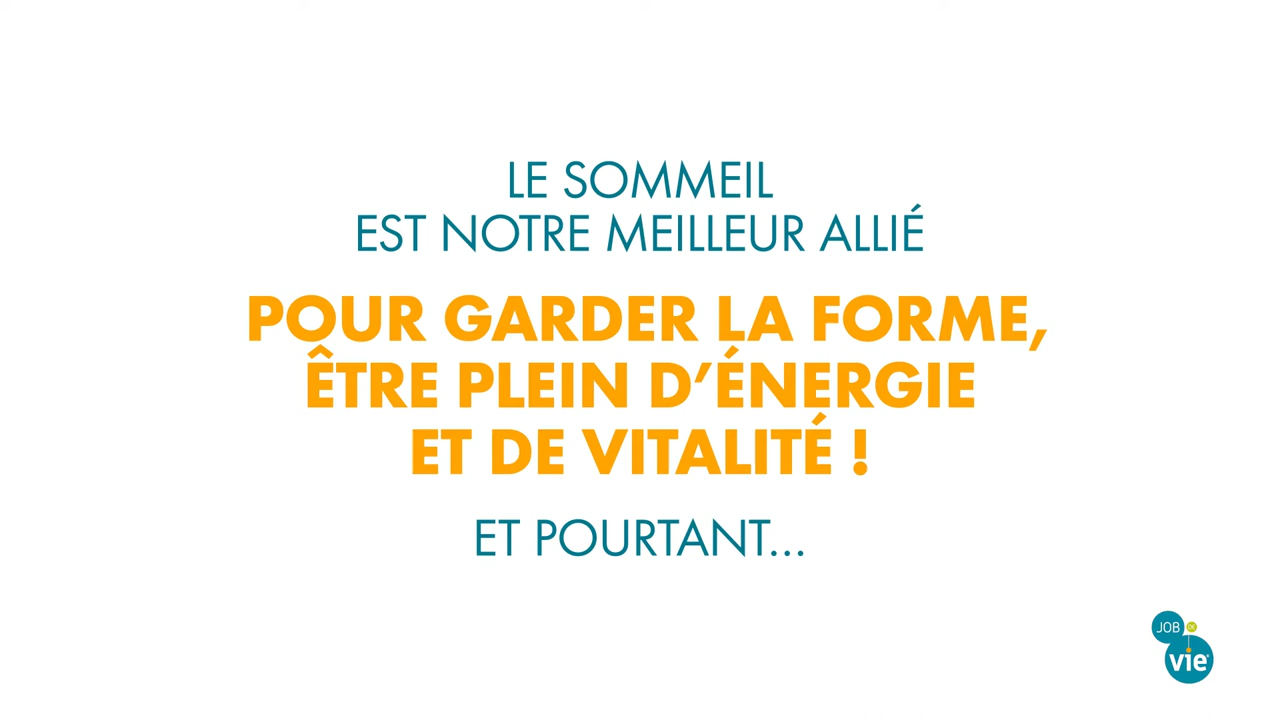 LE SOMMEIL
EST NOTRE MEILLEUR ALLIÉ
POUR GARDER LA FORME,
ÊTRE PLEIN D’ÉNERGIE
ET DE VITALITÉ !
ET POURTANT...
JOB DE
vie®